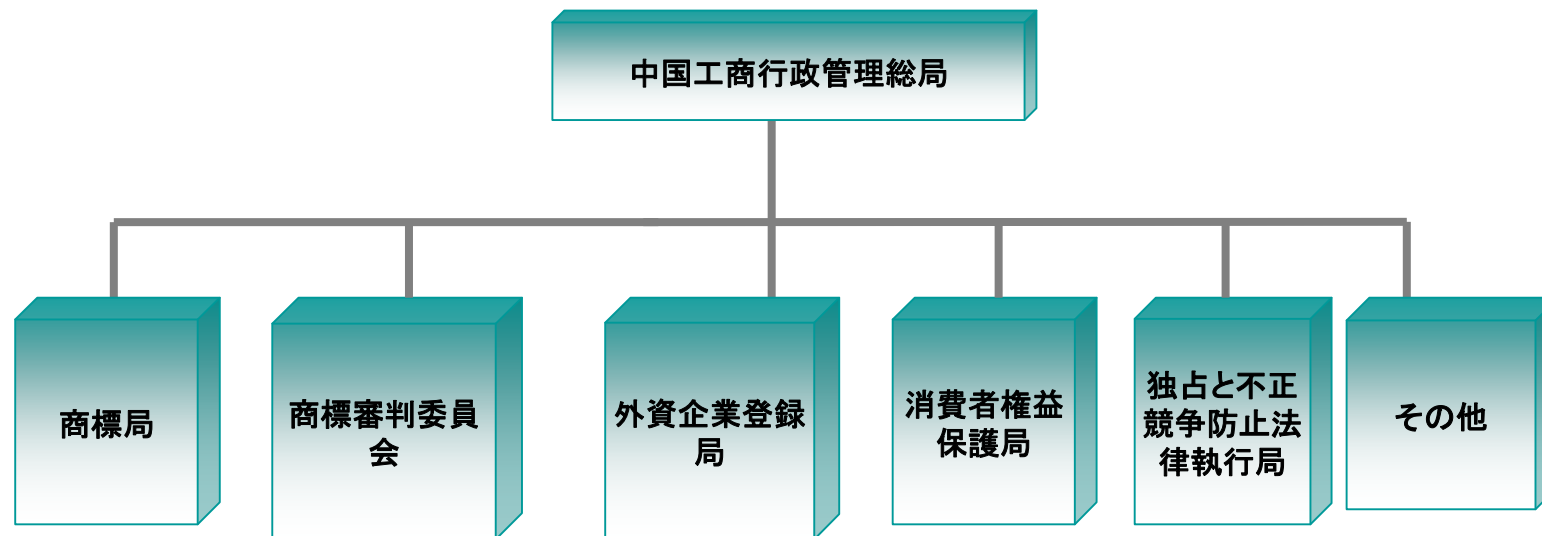 中国工商行政管理総局
商標局
商標審判委員
会
外資企業登録
局
消費者権益
保護局
独占と不正
競争防止法
律執行局
その他